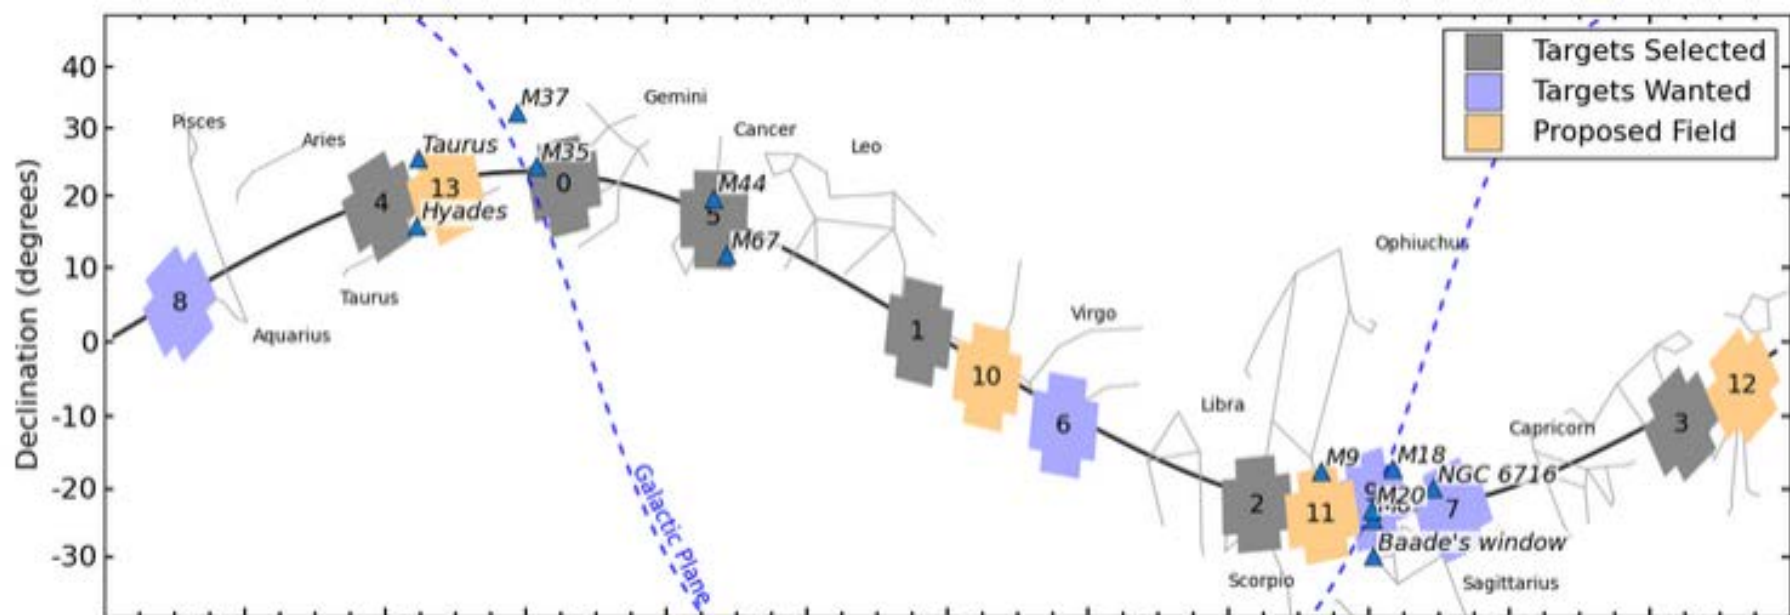 Targets Selected
Targets Wanted
Proposed Field
Declination (degrees)
40
30
20
10
0
-10
-20
-30
Pisces
Aries
Taurus
M37
Gemini
M35
Cancer
Leo
4
13
0
M44
5
Hyades
M67
8
Taurus
Aquarius
1
Virgo
Ophiuchus
10
6
Libra
12
3
Capricorn
M9
M18
NGC 6716
2
11
9
M20
7
Galactic Plane
Baade's window
Scorpio
Sagittarius